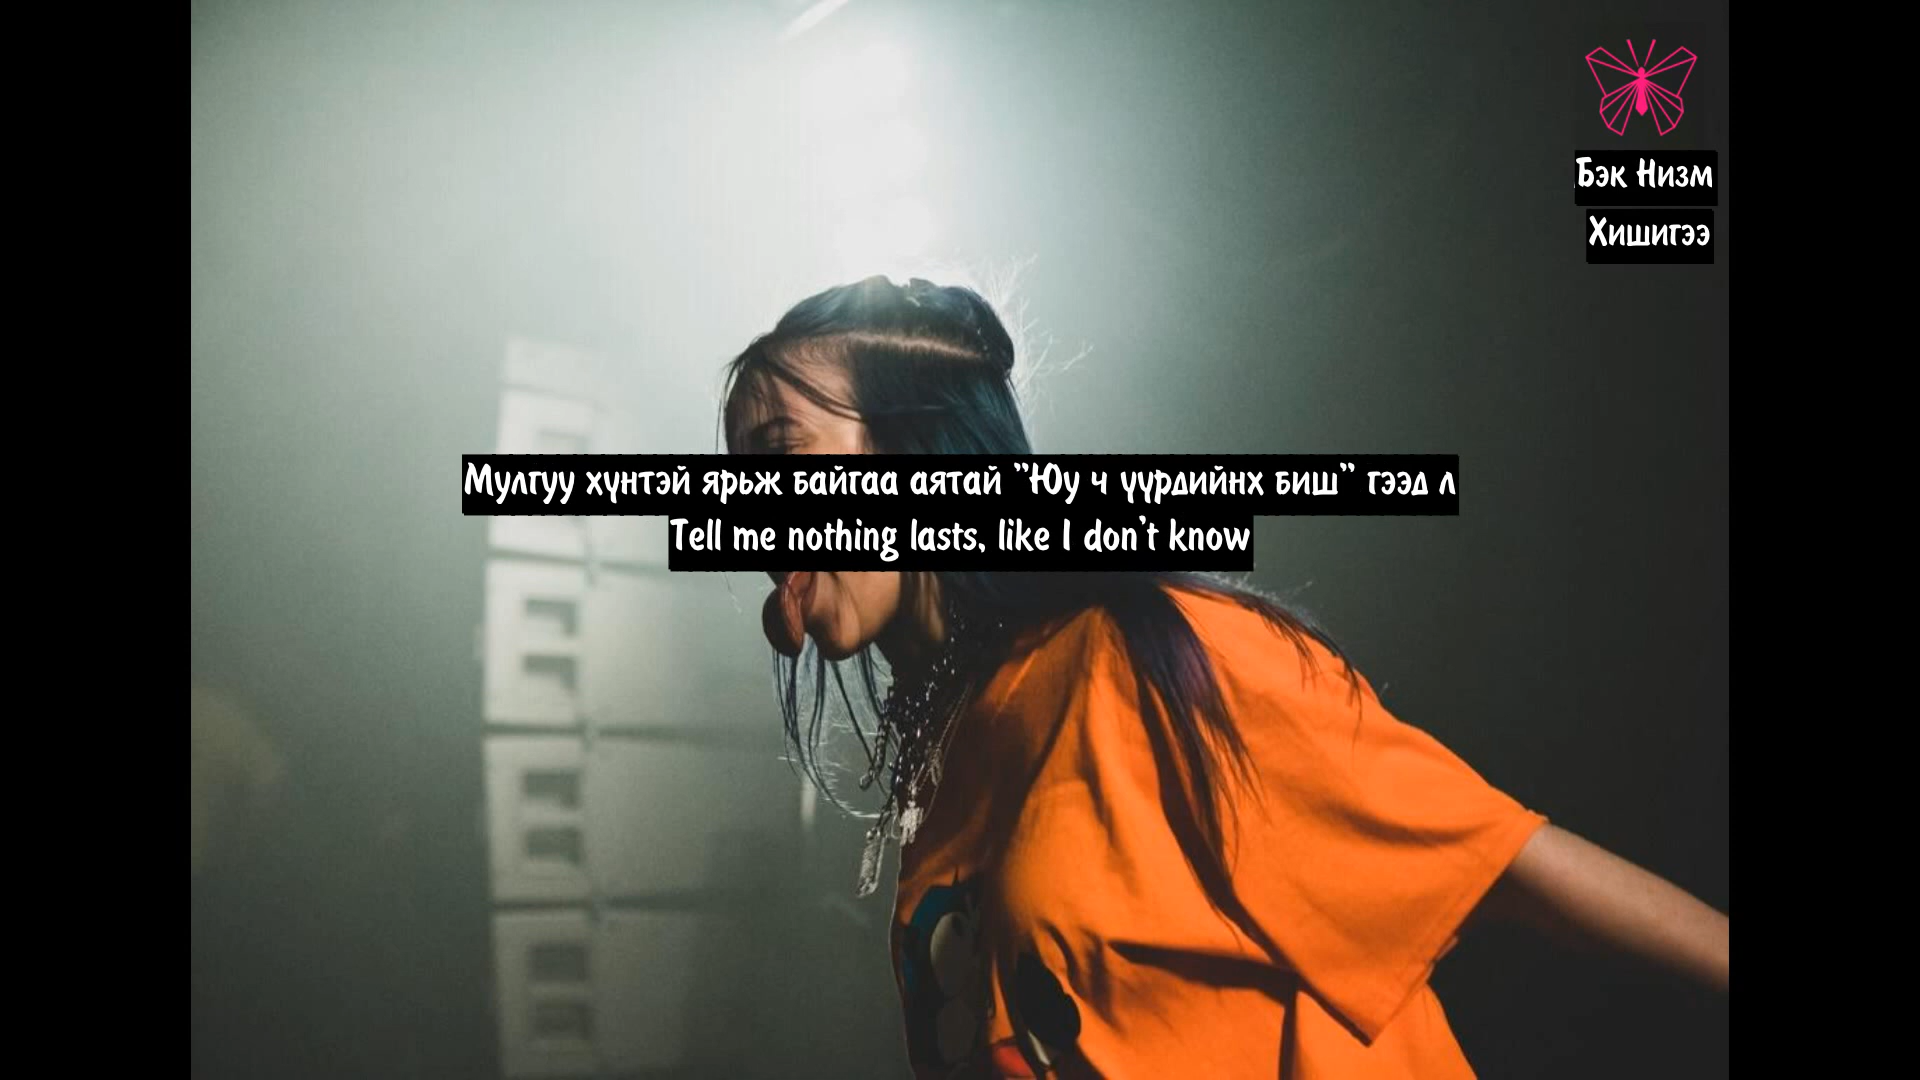 Бэк Низм
Хишигээ
Мулгуу хүнтэй ярьж байгаа аятай "Юу ч үүрдийнх биш" гээд л
Tell me nothing lasts, like I don't know